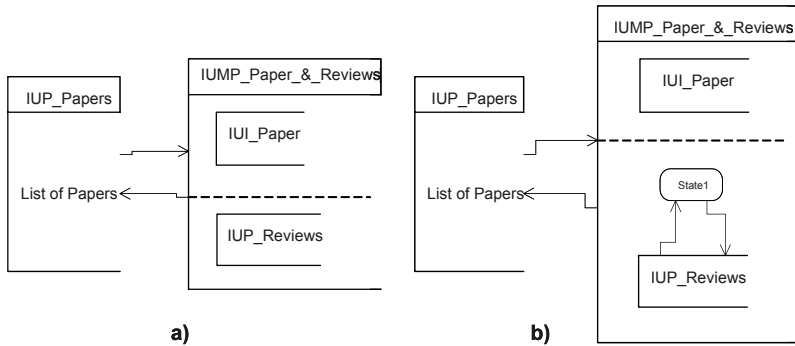 IUP_Papers
List of Papers
IUMP_Paper_&_Reviews
IUI_Paper
IUP_Reviews
a)
IUP_Papers
List of Papers
IUMP_Paper_&_Reviews
IUI_Paper
State1
IUP_Reviews
b)